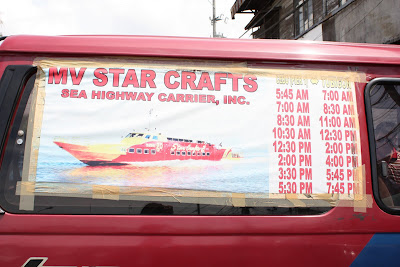 MV STAR CRAFTS
SEA HIGHWAY CARRIER, INC.
5:45 AM 7:00 AM
7:00 AM 8:30 AM
8:30 AM 11:00 AM
10:30 AM 12:30 PM
12:30 PM 2:00 PM
2:00 PM 4:00 PM
3:30 PM 5:45 PM
5:30 PM 7:45 PM